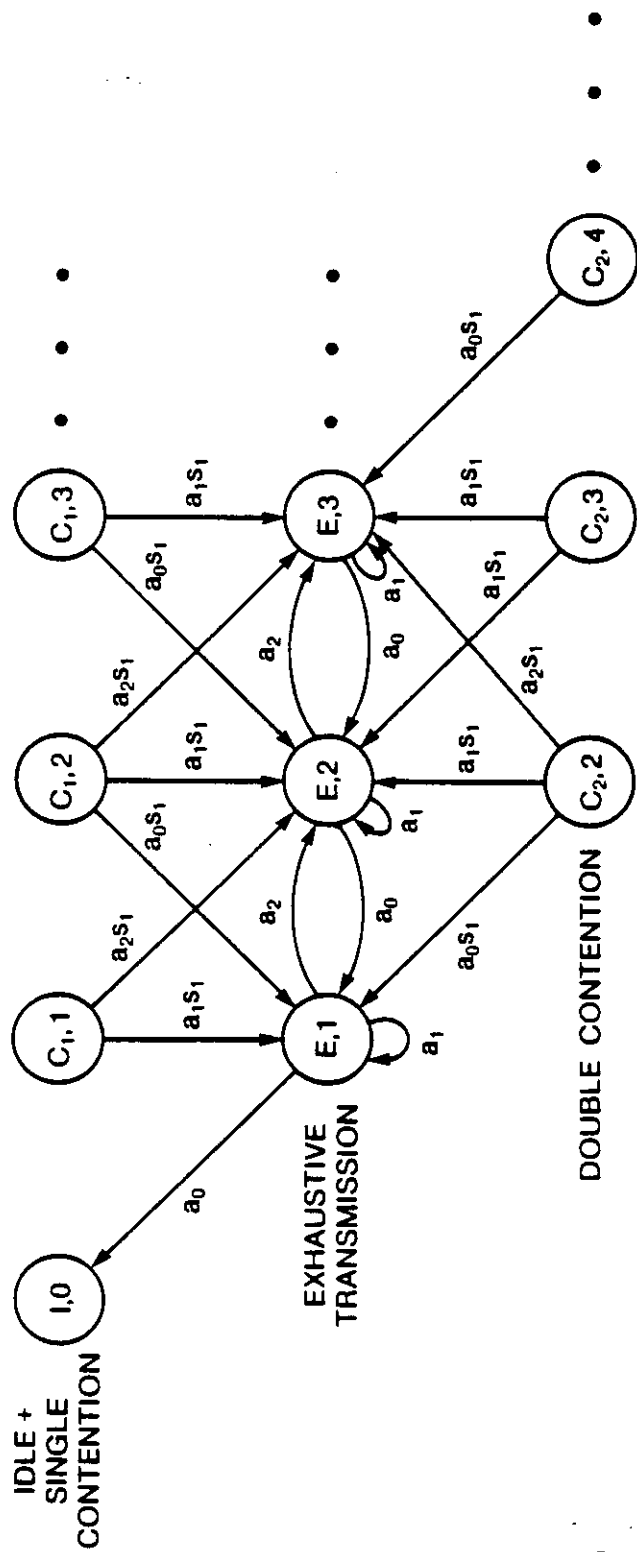 IDLE +
SINGLE
CONTENTION
I,0
C₁,1
C₁,2
C₁,3
a₀
a₁s₁
a₂s₁
a₀s₁
a₁s₁
a₂s₁
a₀s₁
a₁s₁
EXHAUSTIVE
TRANSMISSION
E,1
E,2
E,3
a₁
a₂
a₀
a₁
a₂
a₀
a₁
a₀s₁
a₁s₁
a₂s₁
a₁s₁
a₁s₁
a₀s₁
DOUBLE CONTENTION
C₂,2
C₂,3
C₂,4